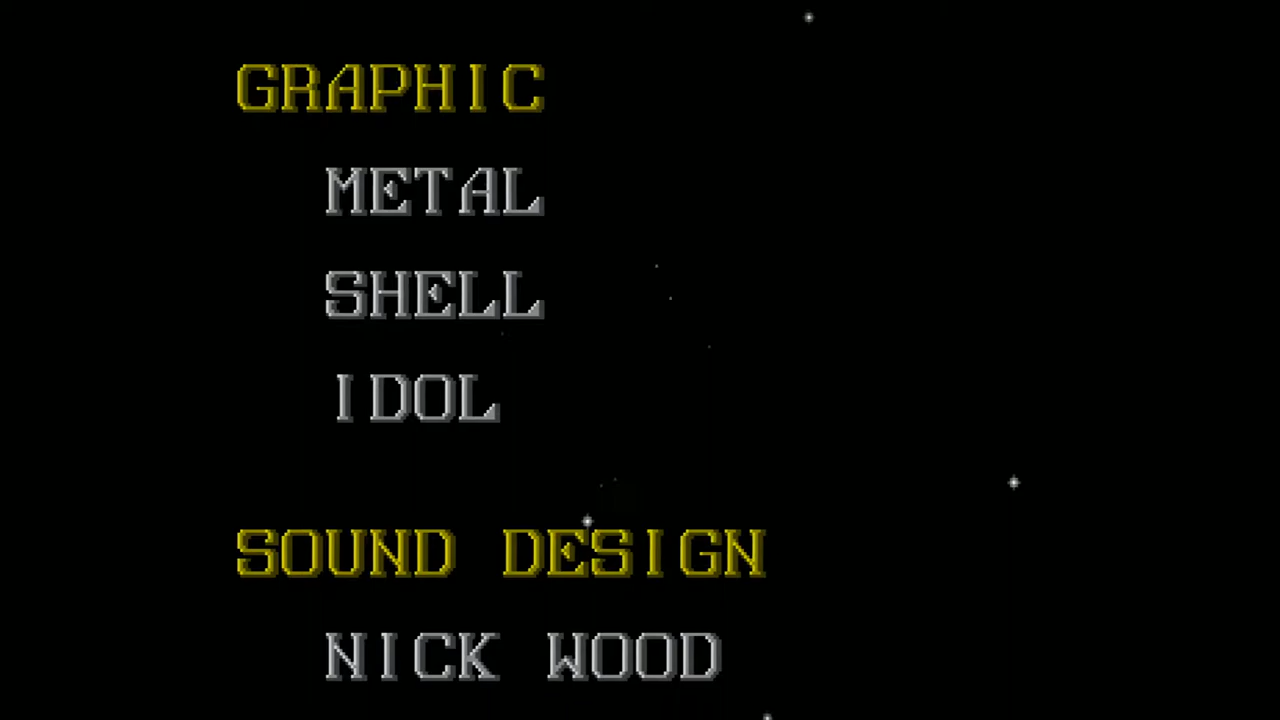 GRAPHIC
METAL
SHELL
IDOL
SOUND DESIGN
NICK WOOD